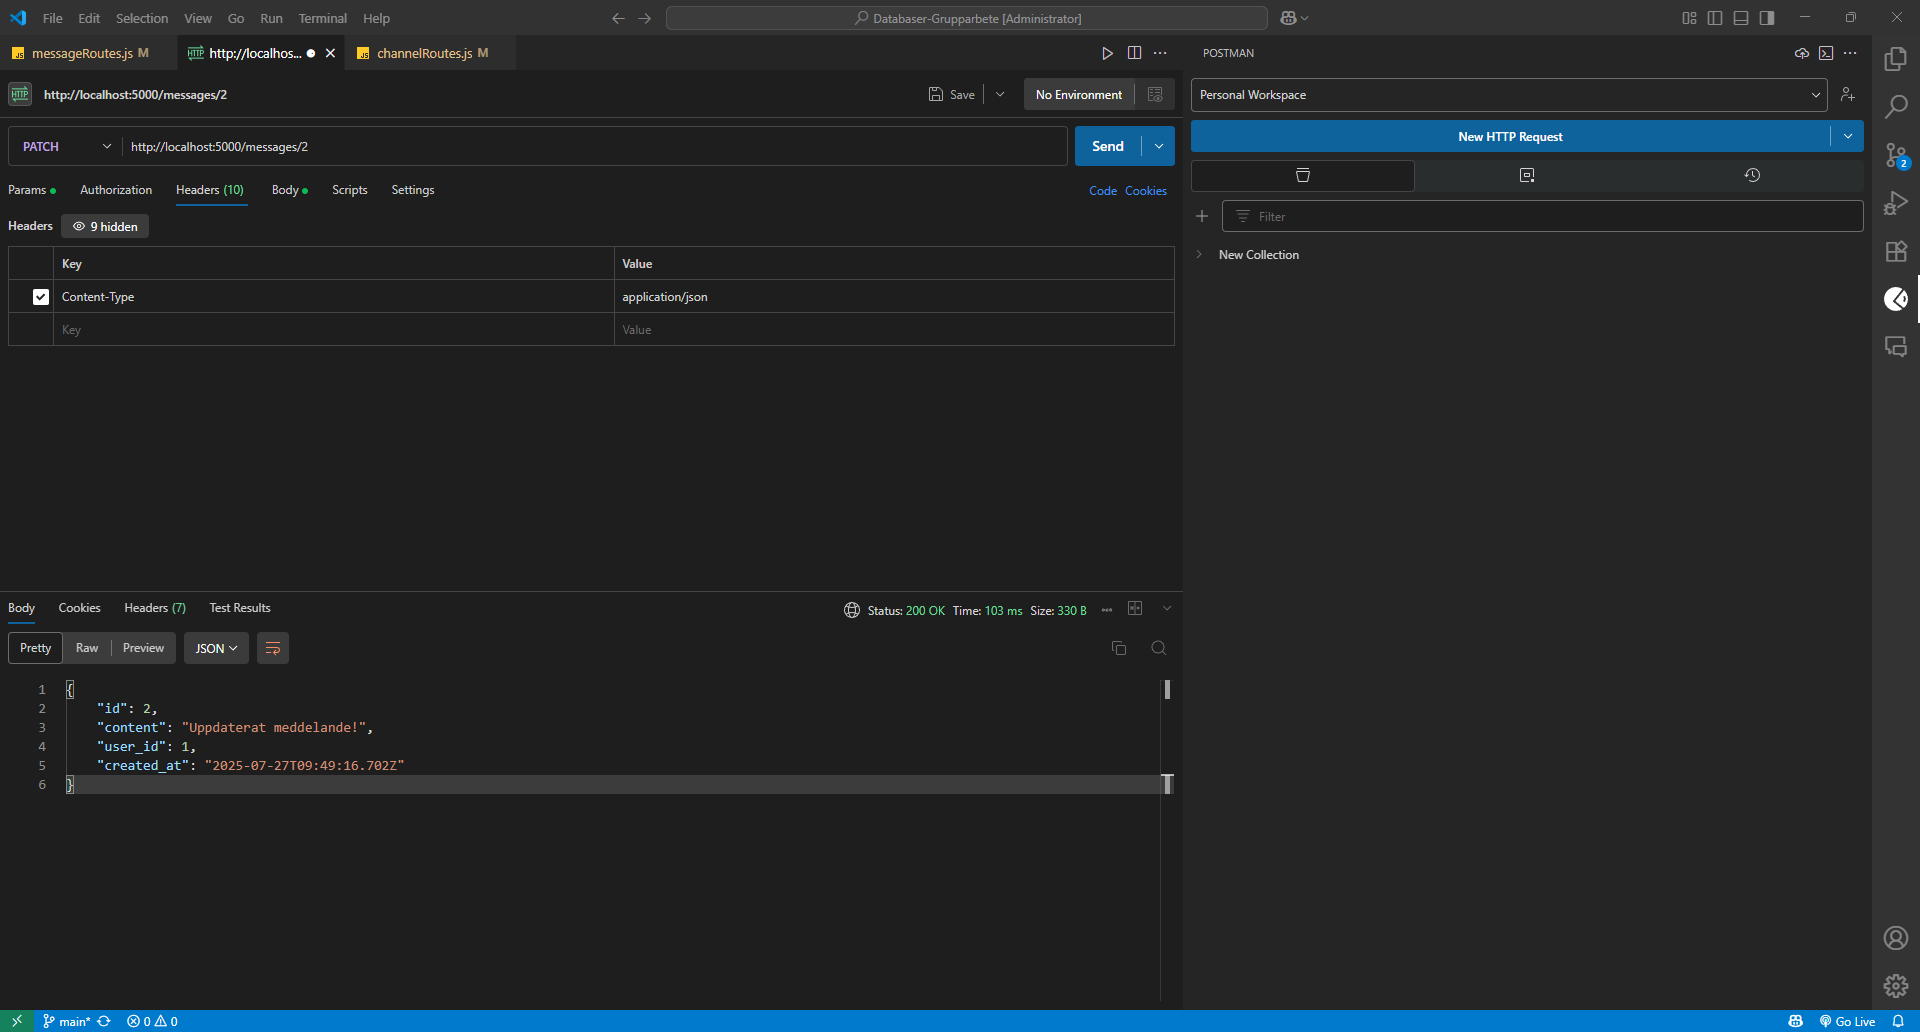 File Edit Selection View Go Run Terminal Help
Databaser-Grupparbete [Administrator]
JS messageRoutes.js M
HTTP http://localhos...
JS channelRoutes.js M
POSTMAN
HTTP http://localhost:5000/messages/2
Save
No Environment
Personal Workspace
PATCH http://localhost:5000/messages/2
Send
New HTTP Request
Params Authorization Headers (10) Body Scripts Settings
Code Cookies
Headers 9 hidden
Filter
New Collection
Key Value
Content-Type application/json
Key Value
2
Body Cookies Headers (7) Test Results
Status: 200 OK Time: 103 ms Size: 330 B
Pretty Raw Preview JSON
1 {
2 "id": 2,
3 "content": "Uppdaterat meddelande!",
4 "user_id": 1,
5 "created_at": "2025-07-27T09:49:16.702Z"
6 }
main* 0 0
Go Live